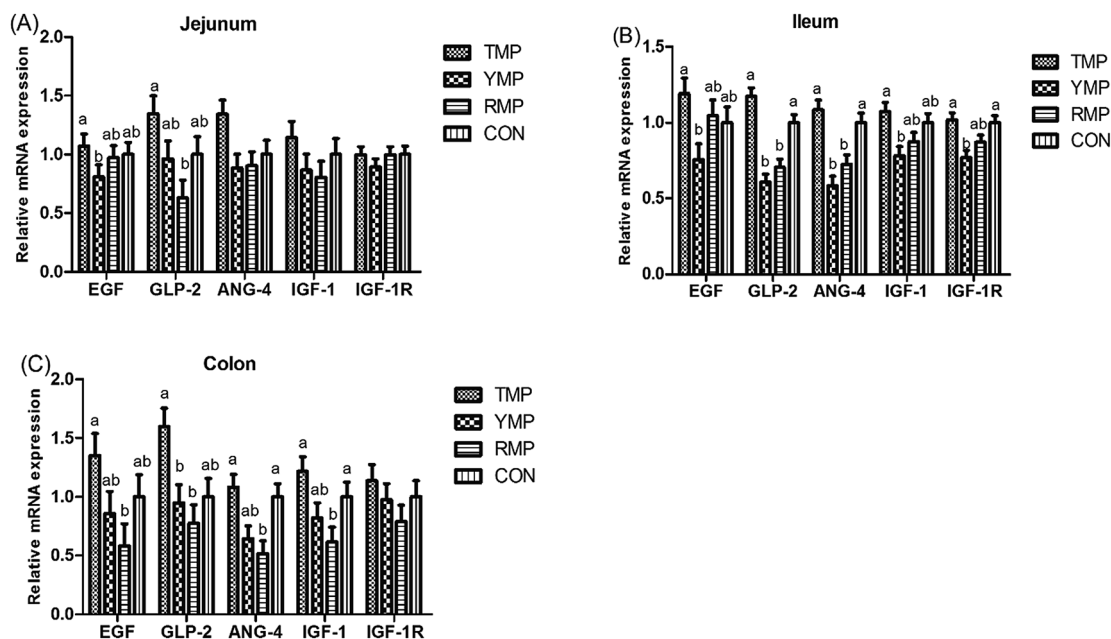 (A)
Jejunum
Relative mRNA expression
2.0
1.5
1.0
0.5
0.0
a
b
ab
ab
a
ab
b
ab
EGF GLP-2 ANG-4 IGF-1 IGF-1R
TMP
YMP
RMP
CON
(B)
Ileum
Relative mRNA expression
1.5
1.0
0.5
0.0
a
b
ab
ab
a
b
b
a
a
b
b
a
a
b
ab
ab
a
b
ab
a
EGF GLP-2 ANG-4 IGF-1 IGF-1R
TMP
YMP
RMP
CON
(C)
Colon
Relative mRNA expression
2.0
1.5
1.0
0.5
0.0
a
ab
b
ab
a
b
b
ab
a
ab
b
a
a
ab
b
a
EGF GLP-2 ANG-4 IGF-1 IGF-1R
TMP
YMP
RMP
CON